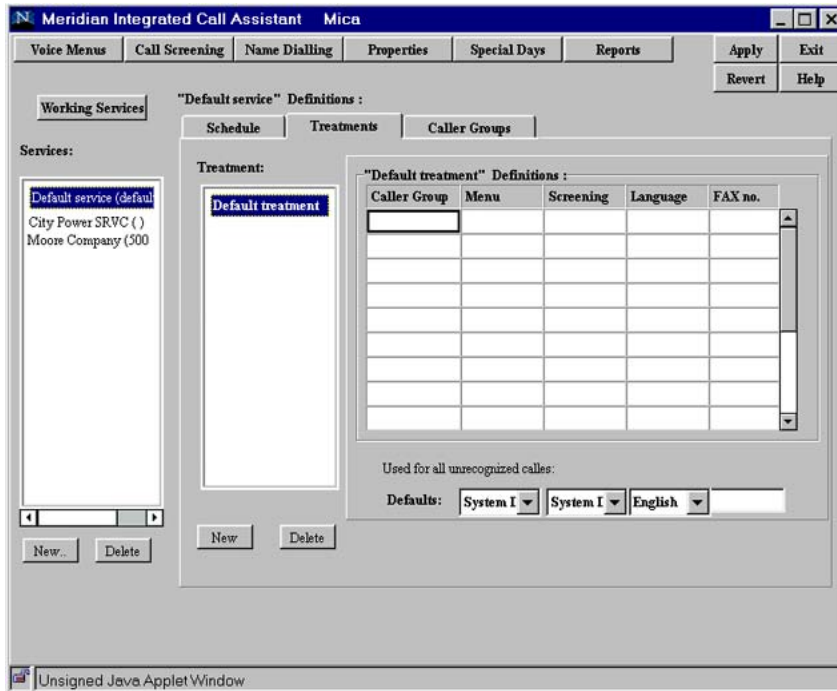 Meridian Integrated Call Assistant Mica
Voice Menus Call Screening Name Dialling Properties Special Days Reports Apply Exit
Revert Help
Working Services
"Default service" Definitions :
Schedule Treatments Caller Groups
Services:
Default service (defaul
City Power SRVC ( )
Moore Company (500
New.. Delete
Treatment:
Default treatment
New Delete
"Default treatment" Definitions :
Caller Group Menu Screening Language FAX no.
Used for all unrecognized calles:
Defaults: System I System I English
Unsigned Java Applet Window